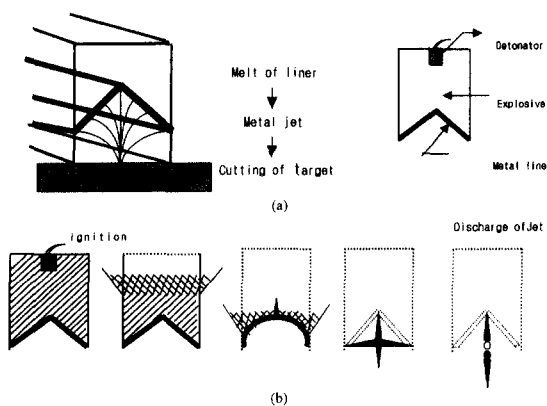 Melt of liner
Metal jet
Cutting of target
Detonator
Explosive
Metal line
(a)
ignition
Discharge of Jet
(b)